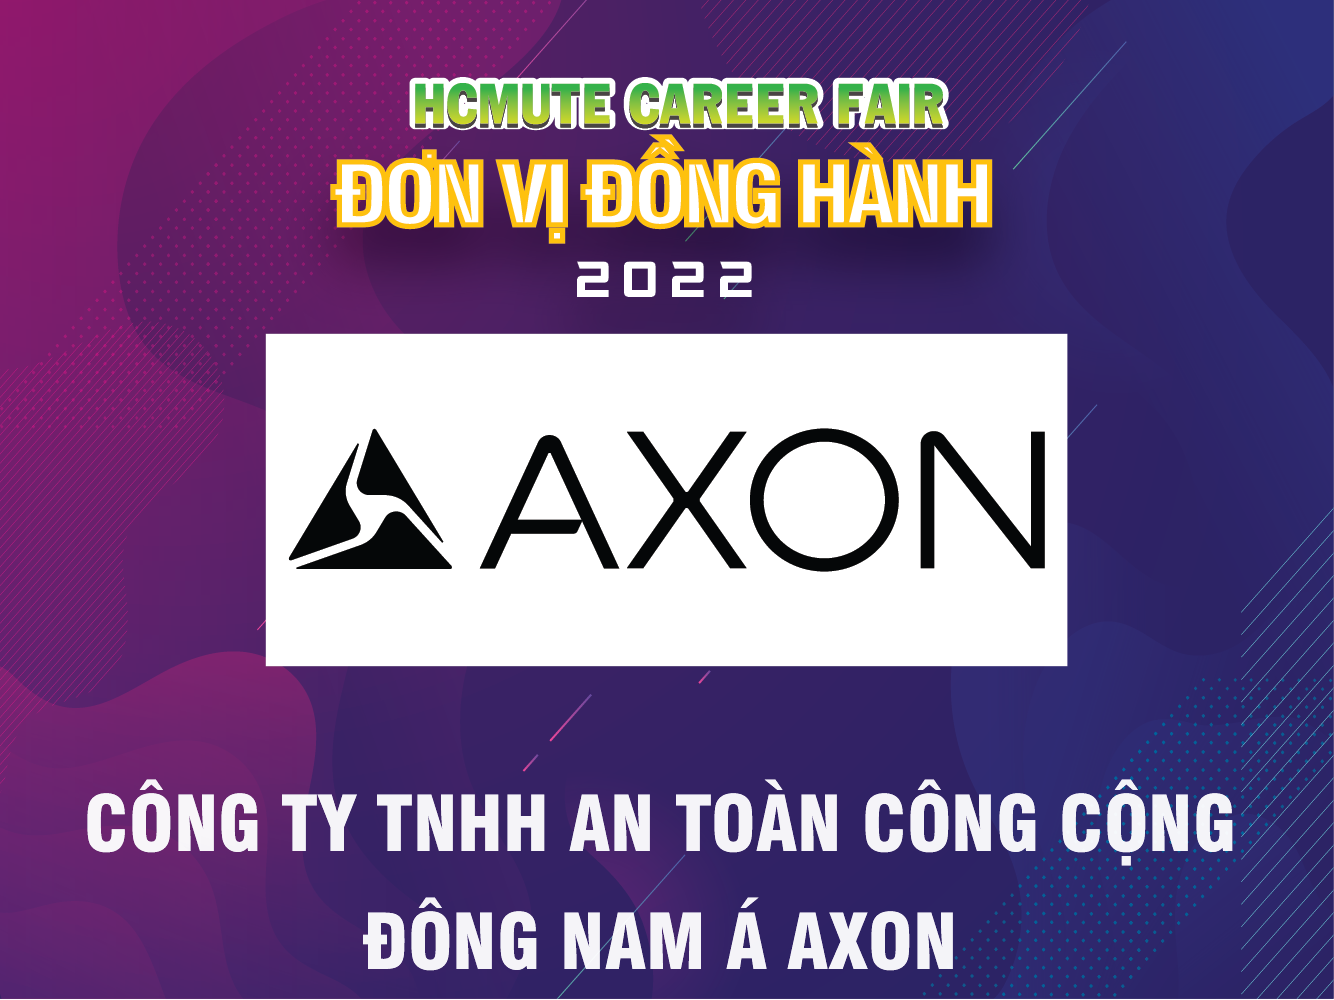 HCMUTE CAREER FAIR
ĐƠN VỊ ĐỒNG HÀNH
2022
AXON
CÔNG TY TNHH AN TOÀN CÔNG CỘNG
ĐÔNG NAM Á AXON